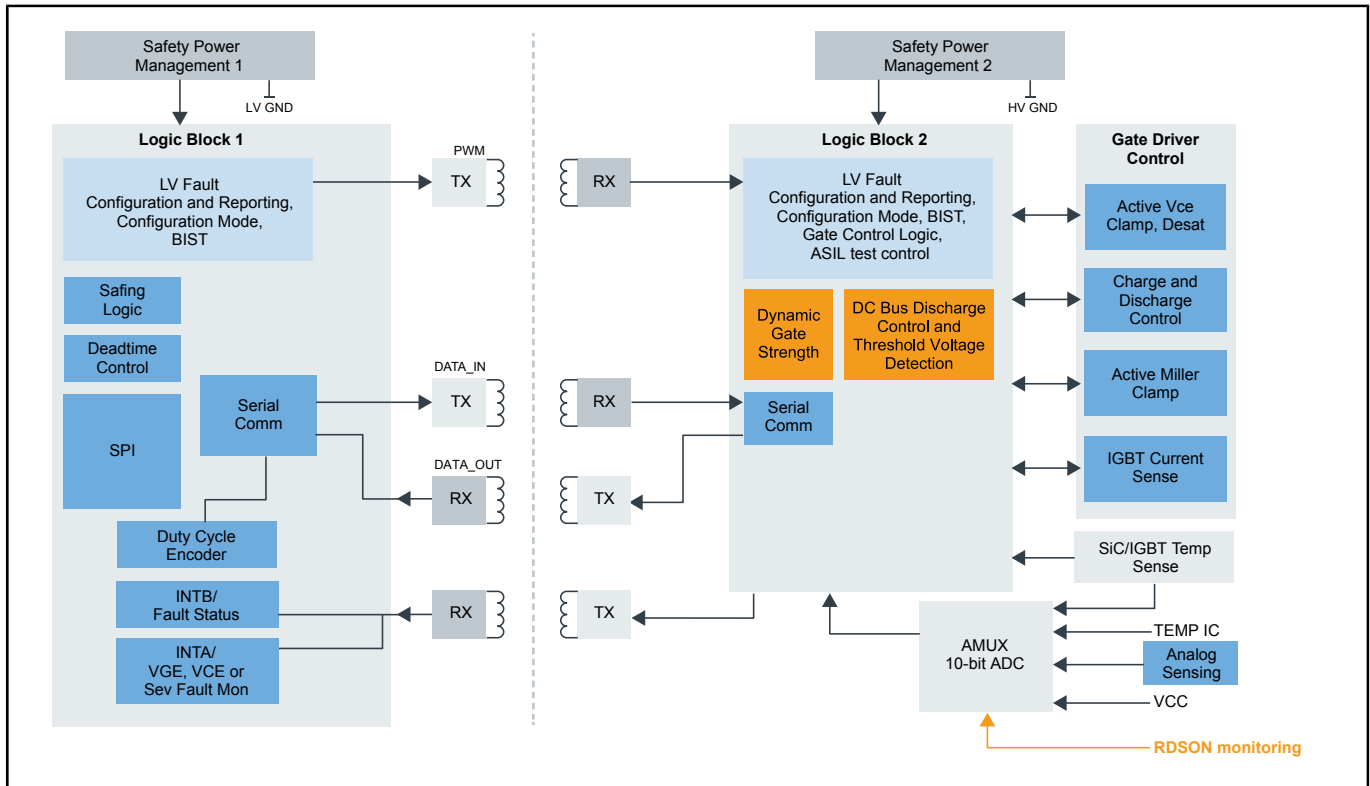 Safety Power
Management 1
LV GND
Safety Power
Management 2
HV GND
Logic Block 1
LV Fault
Configuration and Reporting,
Configuration Mode,
BIST
Safing
Logic
Deadtime
Control
SPI
Serial
Comm
Duty Cycle
Encoder
INTB/
Fault Status
INTA/
VGE, VCE or
Sev Fault Mon
PWM
TX
RX
DATA_IN
TX
RX
DATA_OUT
RX
TX
RX
TX
Logic Block 2
LV Fault
Configuration and Reporting,
Configuration Mode, BIST,
Gate Control Logic,
ASIL test control
Dynamic
Gate
Strength
DC Bus Discharge
Control and
Threshold Voltage
Detection
Serial
Comm
Gate Driver
Control
Active Vce
Clamp, Desat
Charge and
Discharge
Control
Active Miller
Clamp
IGBT Current
Sense
SiC/IGBT Temp
Sense
AMUX
10-bit ADC
TEMP IC
Analog
Sensing
VCC
RDSON monitoring